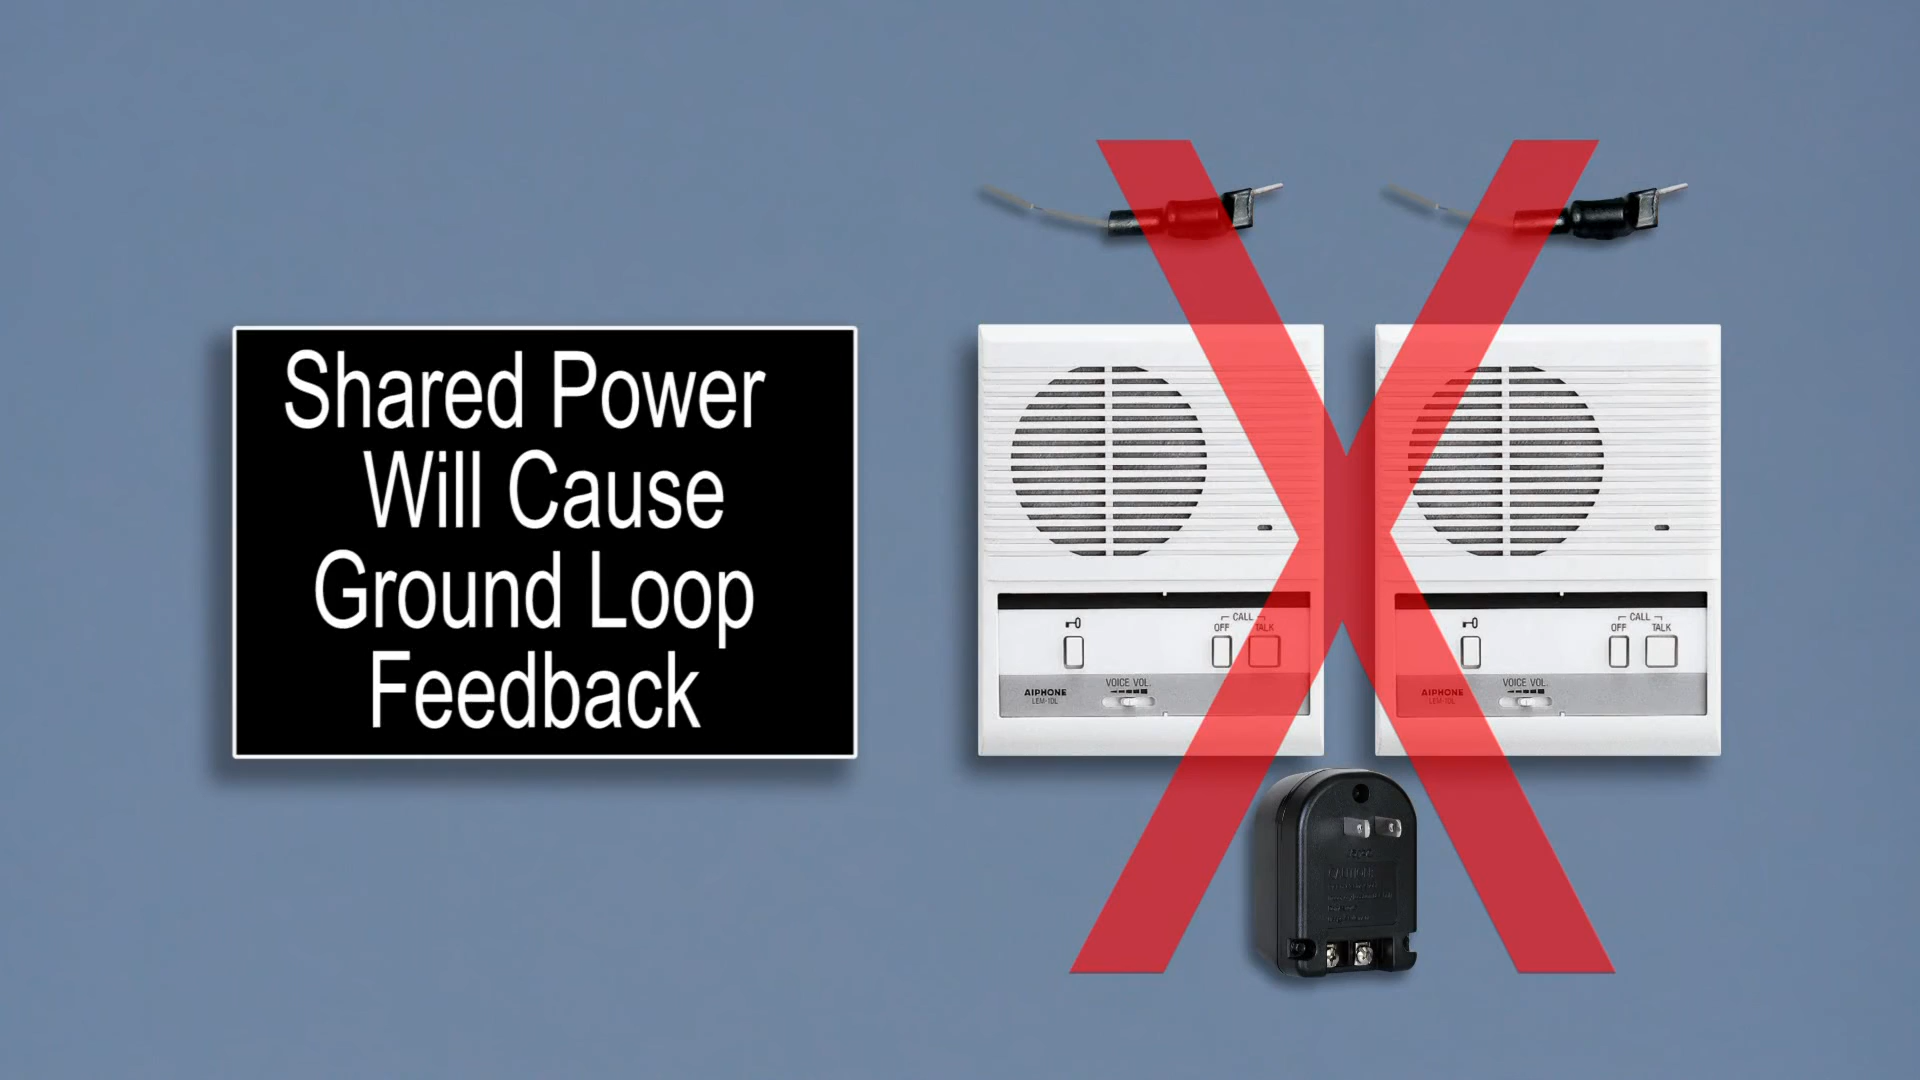 Shared Power
Will Cause
Ground Loop
Feedback
CALL
OFF TALK
VOICE VOL.
AIPHONE
LEM-1DL
CALL
OFF TALK
VOICE VOL.
AIPHONE
LEM-1DL
CAUTION: